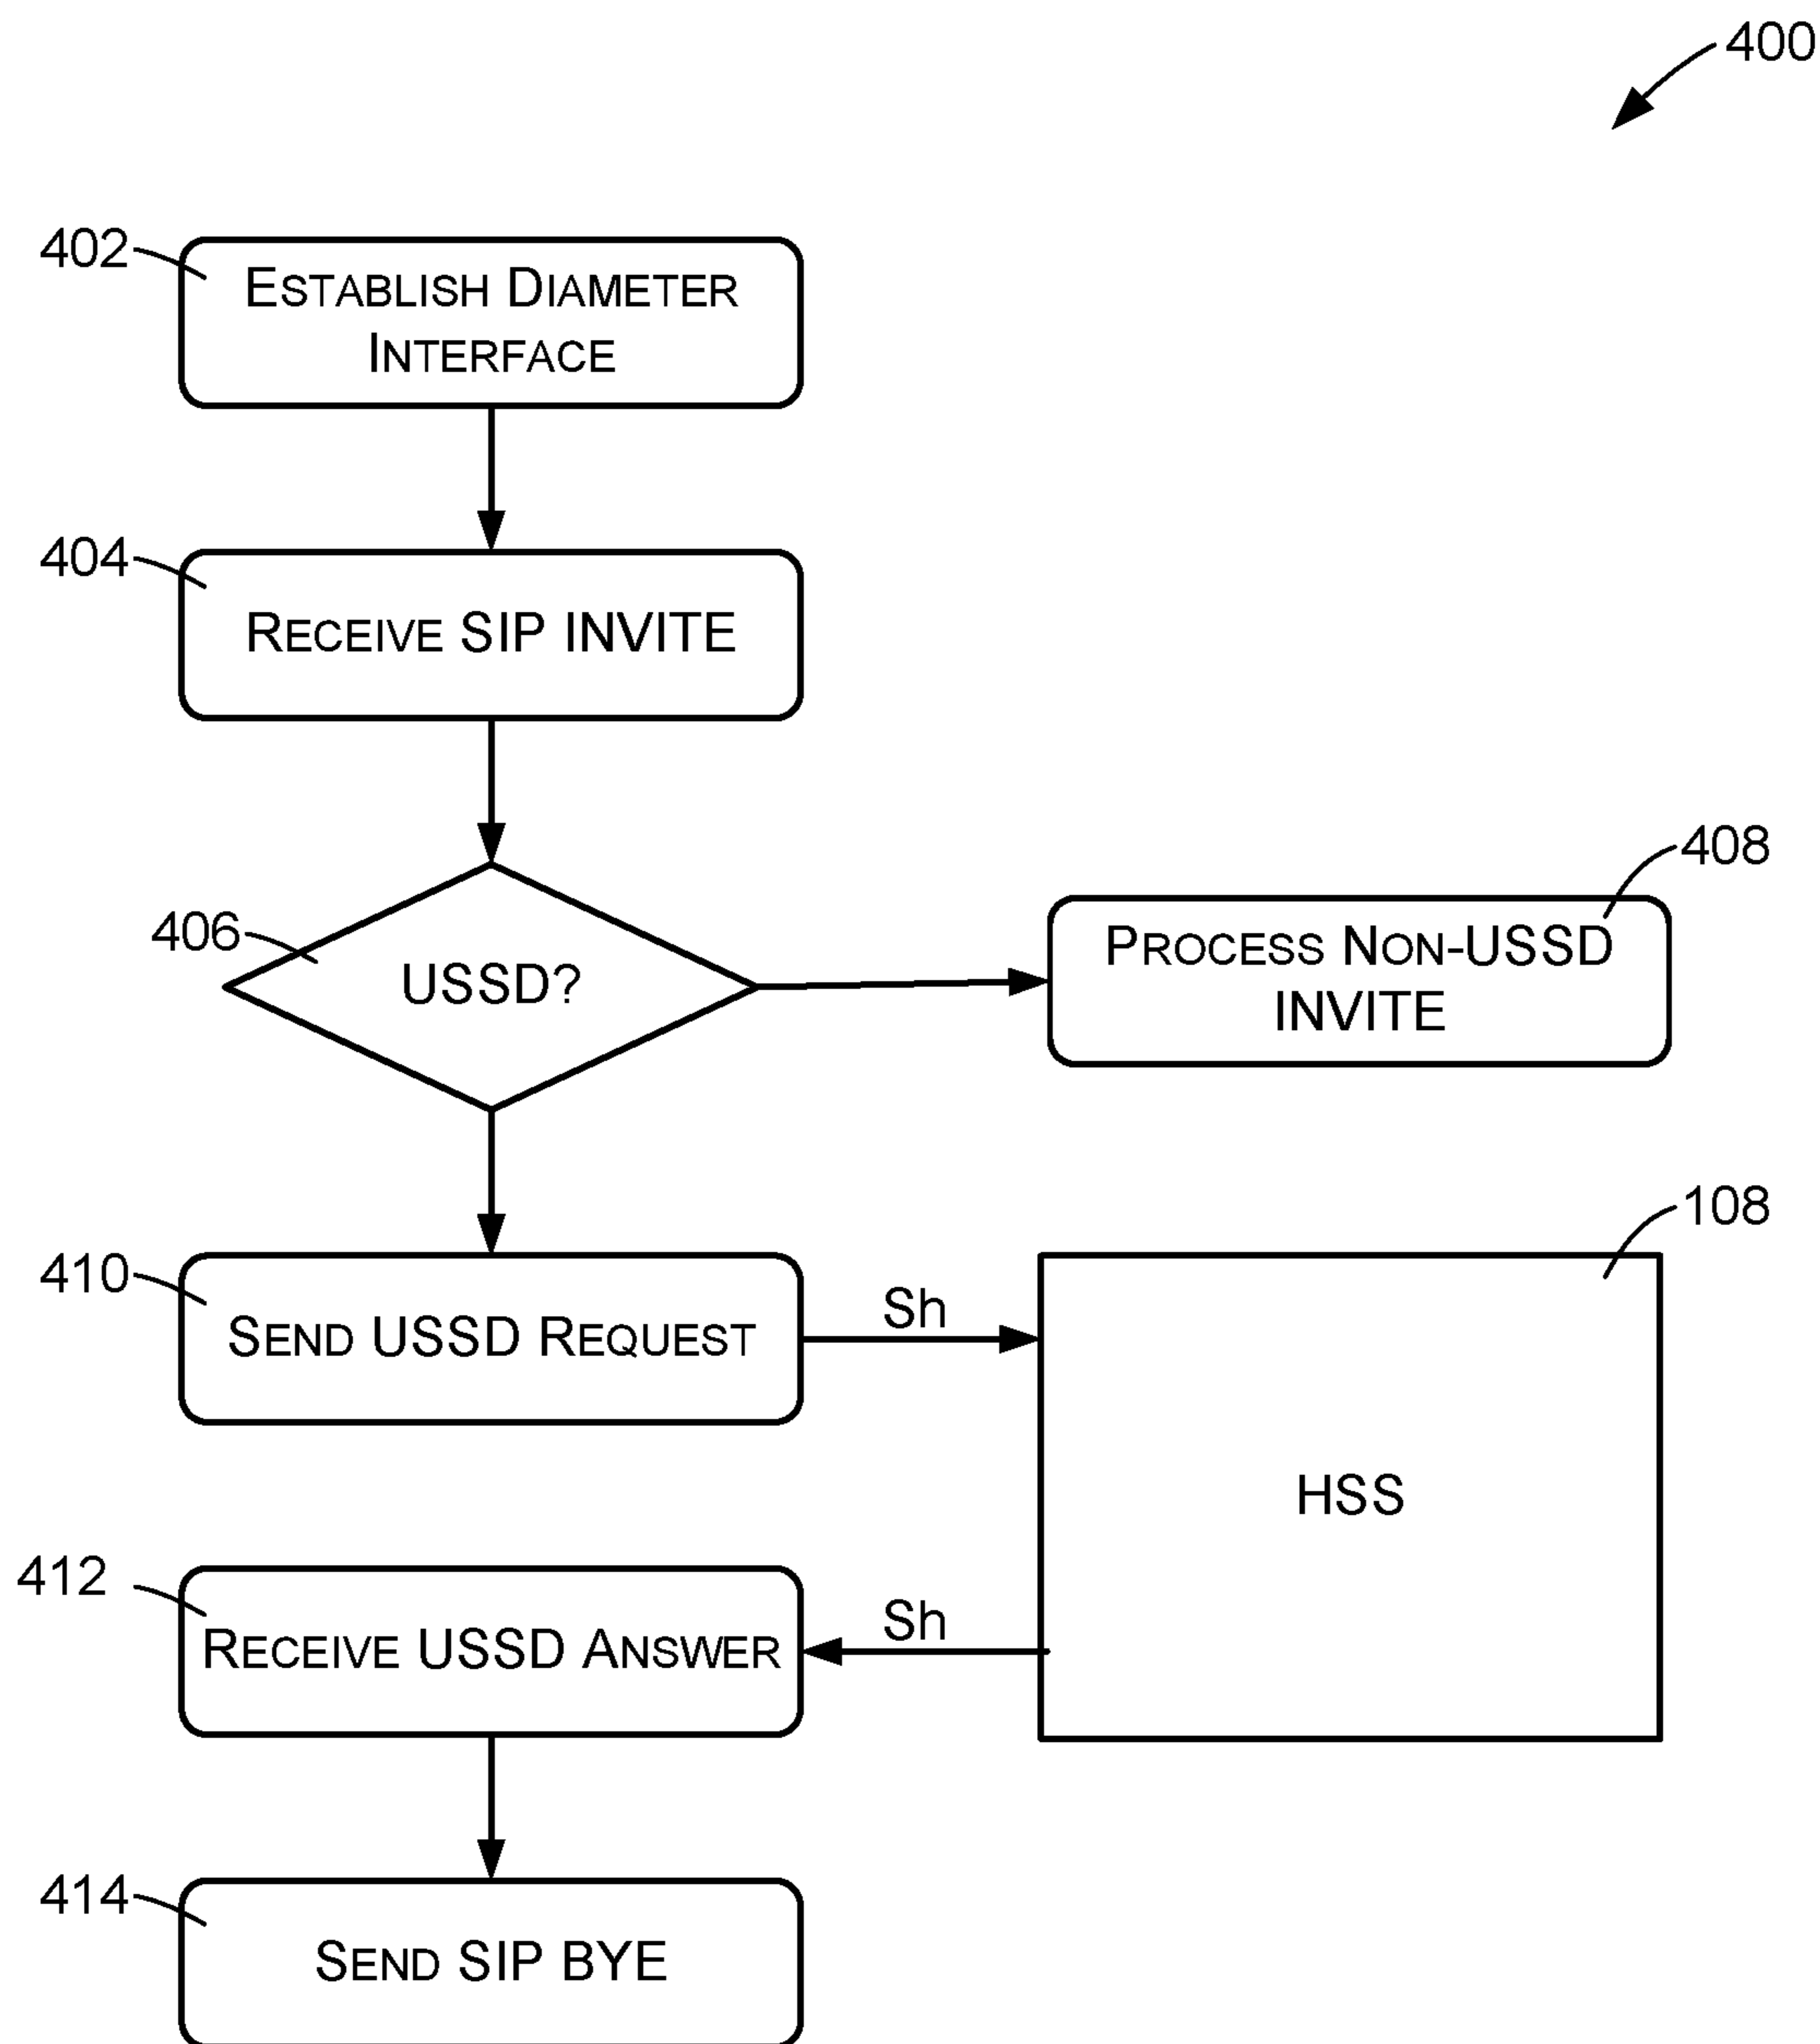 400
402
ESTABLISH DIAMETER
INTERFACE
404
RECEIVE SIP INVITE
406
USSD?
408
PROCESS NON-USSD
INVITE
410
SEND USSD REQUEST
Sh
108
HSS
412
RECEIVE USSD ANSWER
Sh
414
SEND SIP BYE